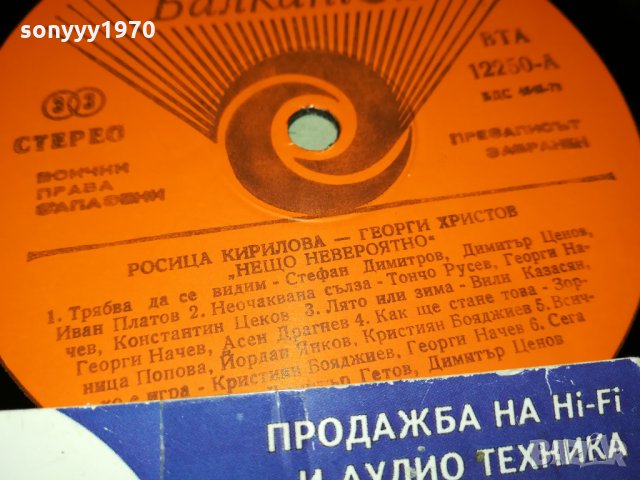 sonyyy1970
Балкантон
ВТА
12250-А
33
СТЕРЕО
ВСИЧКИ
ПРАВА
ЗАПАЗЕНИ
ПРЕЗАПИСЪТ
ЗАБРАНЕН
РОСИЦА КИРИЛОВА — ГЕОРГИ ХРИСТОВ
„НЕЩО НЕВЕРОЯТНО"
1. Трябва да се видим - Стефан Димитров, Димитър Ценов,
Иван Платов 2. Неочаквана сълза - Тончо Русев, Георги На-
чев, Константин Цеков 3. Лято или зима - Вили Казасян,
Георги Начев, Асен Драгнев 4. Как ще стане това - Зор-
ница Попова, Йордан Янков, Кристиян Бояджиев 5. Всич-
ко е игра - Кристиян Бояджиев, Георги Начев 6. Сега
Гетов, Димитър Ценов
ПРОДАЖБА НА Hi-Fi
И АУДИО ТЕХНИКА